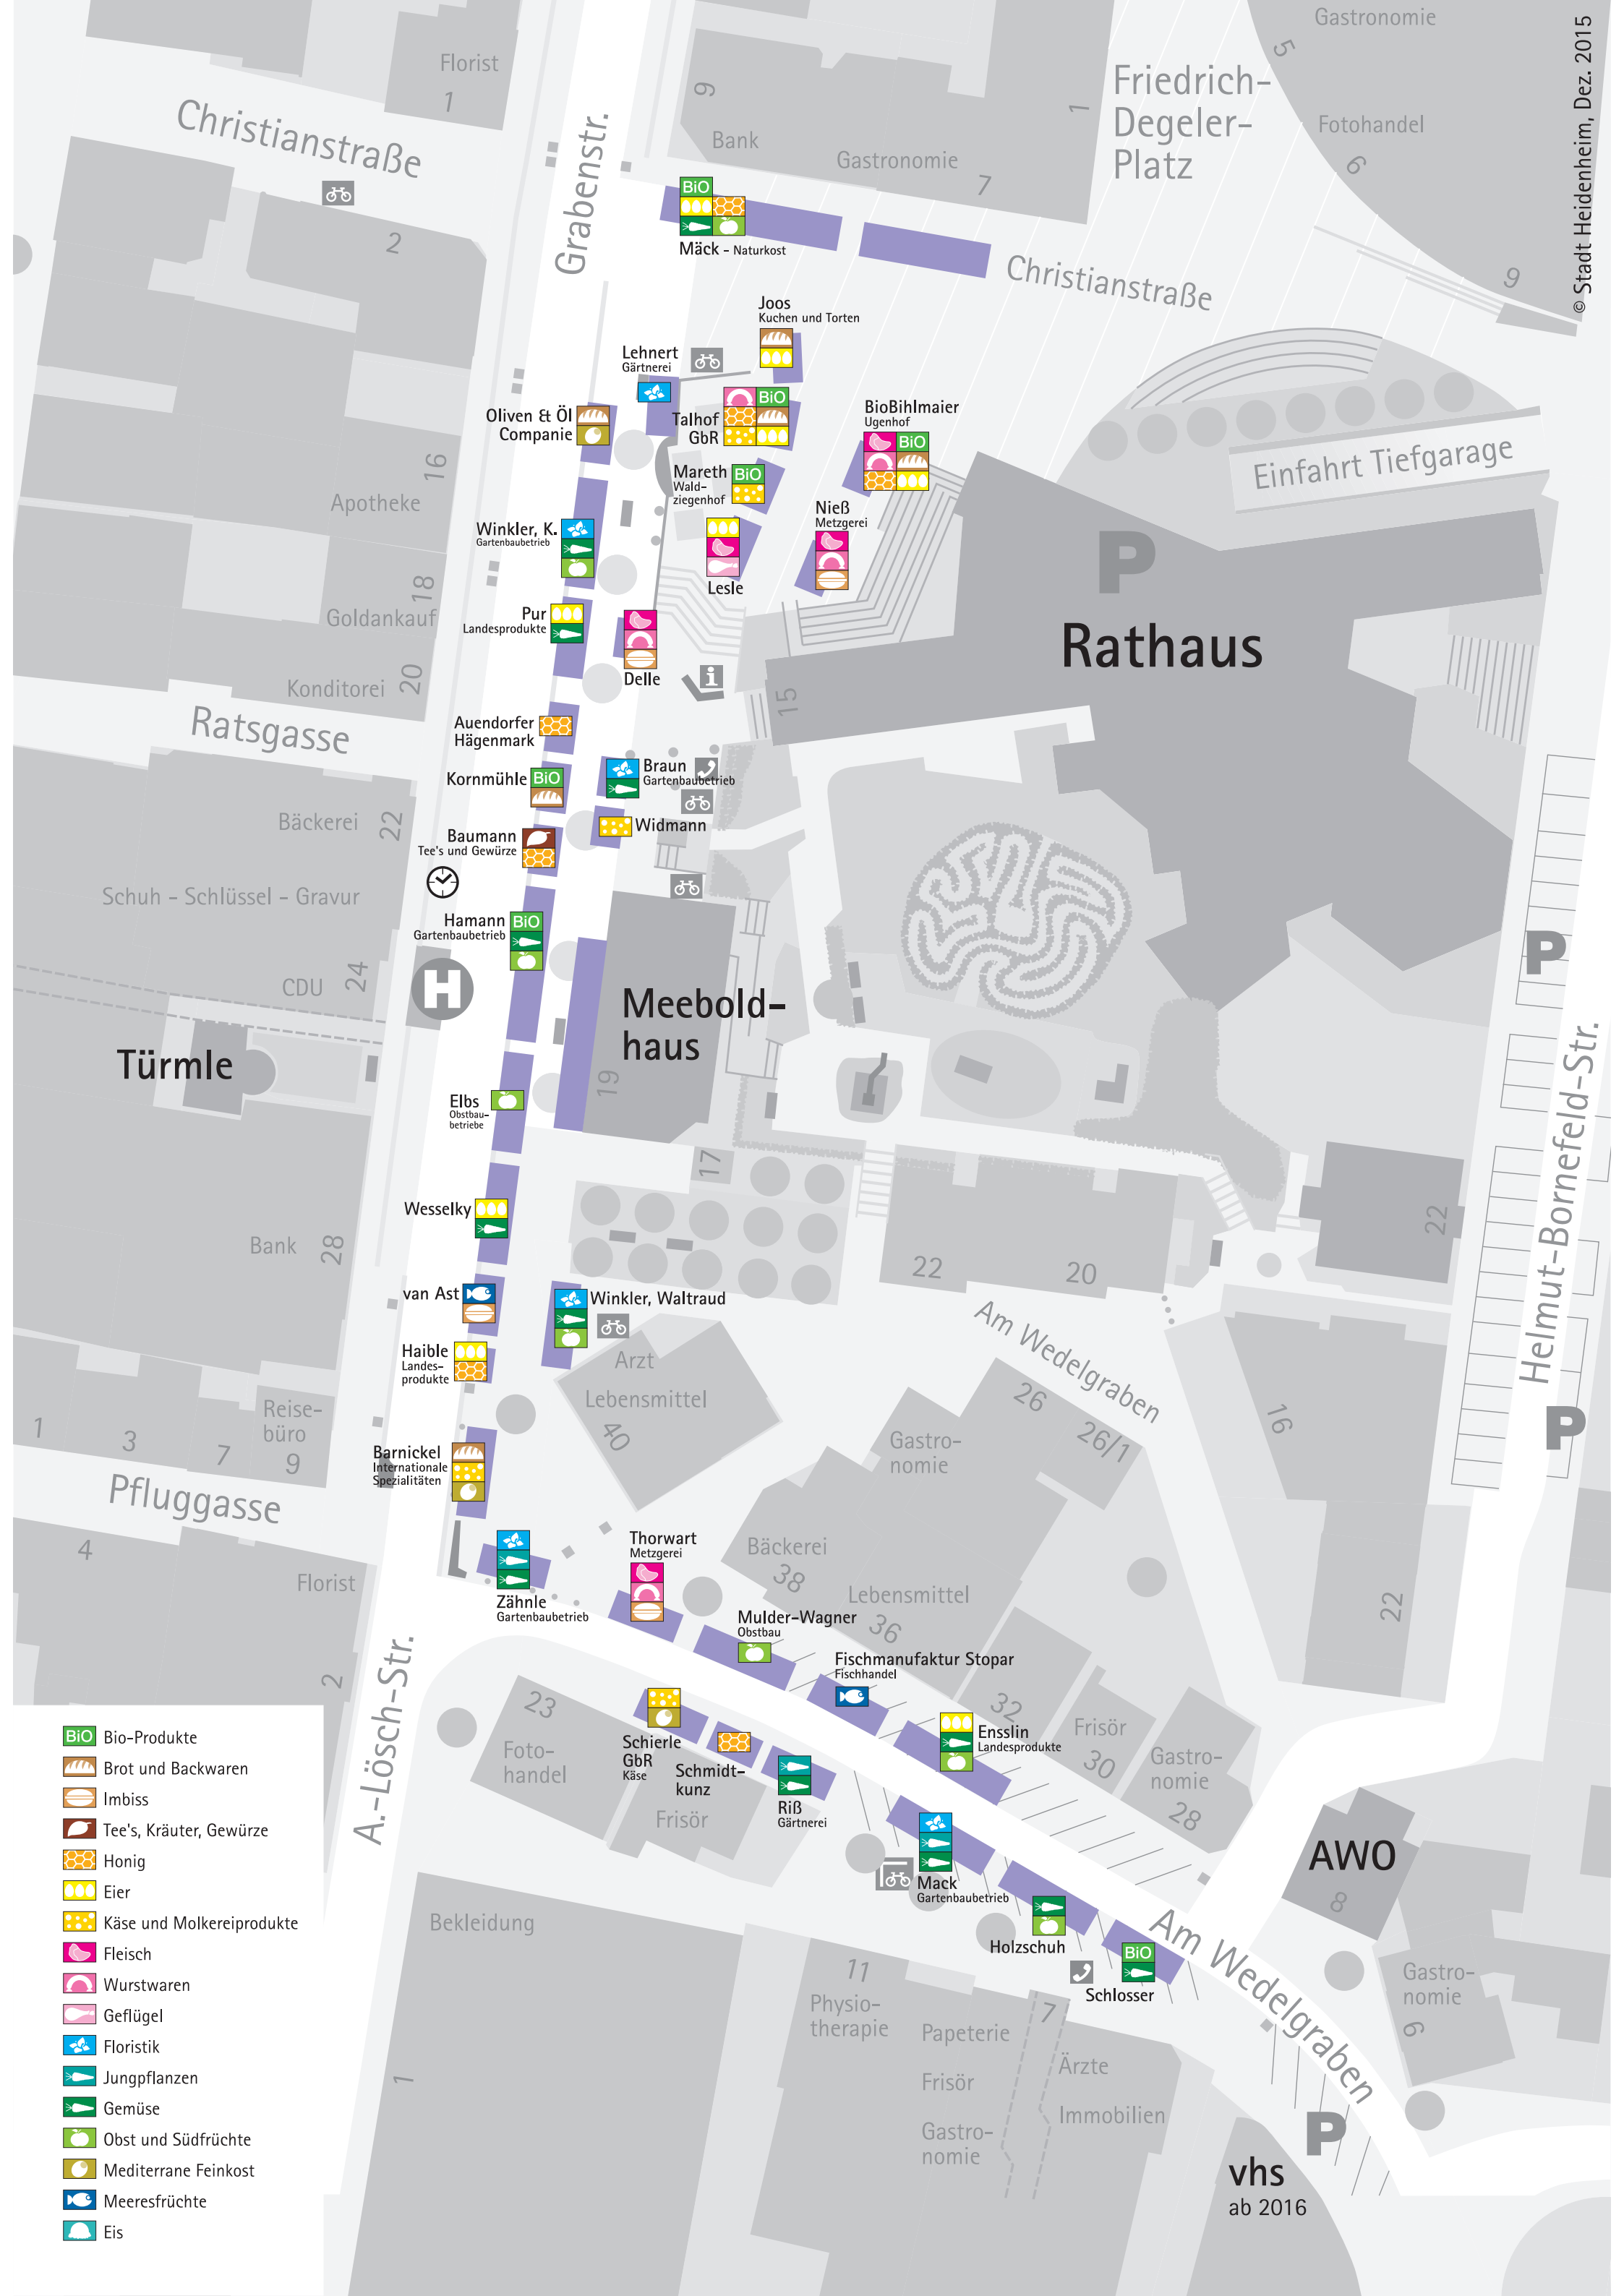 Gastronomie
5
© Stadt Heidenheim, Dez. 2015
Florist
1
Christianstraße
2
Grabenstr.
9
Bank
Gastronomie
7
1
Friedrich-
Degeler-
Platz
Fotohandel
6
9
BiO
Mäck - Naturkost
Christianstraße
Joos
Kuchen und Torten
Lehnert
Gärtnerei
Oliven & Öl
Companie
BiO
Talhof
GbR
BioBihlmaier
Ugenhof
BiO
Einfahrt Tiefgarage
16
Apotheke
Mareth
Wald-
ziegenhof
BiO
Winkler, K.
Gartenbaubetrieb
Nieß
Metzgerei
Lesle
P
18
Goldankauf
Pur
Landesprodukte
Rathaus
20
Konditorei
Delle
i
15
Ratsgasse
Auendorfer
Hägenmark
Kornmühle
BiO
Braun
Gartenbaubetrieb
Bäckerei
22
Baumann
Tee's und Gewürze
Widmann
Schuh - Schlüssel - Gravur
Hamann
Gartenbaubetrieb
BiO
P
CDU
24
H
Meebold-
haus
19
Türmle
Elbs
Obstbau-
betriebe
17
Helmut-Bornefeld-Str.
Wesselky
22
Bank
28
22
20
van Ast
Winkler, Waltraud
Am Wedelgraben
Haible
Landes-
produkte
Arzt
Lebensmittel
40
26
26/1
16
P
1
3
7
Reise-
büro
9
Barnickel
Internationale
Spezialitäten
Gastro-
nomie
Pfluggasse
4
Florist
2
Thorwart
Metzgerei
Bäckerei
38
Lebensmittel
36
22
Zähnle
Gartenbaubetrieb
Mulder-Wagner
Obstbau
Fischmanufaktur Stopar
Fischhandel
A.-Lösch-Str.
23
Foto-
handel
Frisör
Schierle
GbR
Käse
Schmidt-
kunz
Riß
Gärtnerei
32
Ensslin
Landesprodukte
Frisör
30
Gastro-
nomie
28
AWO
8
Mack
Gartenbaubetrieb
Holzschuh
BiO
Schlosser
Am Wedelgraben
Gastro-
nomie
6
Bekleidung
1
11
Physio-
therapie
Papeterie
Frisör
Gastro-
nomie
7
Ärzte
Immobilien
P
vhs
ab 2016
BiO Bio-Produkte
Brot und Backwaren
Imbiss
Tee's, Kräuter, Gewürze
Honig
Eier
Käse und Molkereiprodukte
Fleisch
Wurstwaren
Geflügel
Floristik
Jungpflanzen
Gemüse
Obst und Südfrüchte
Mediterrane Feinkost
Meeresfrüchte
Eis